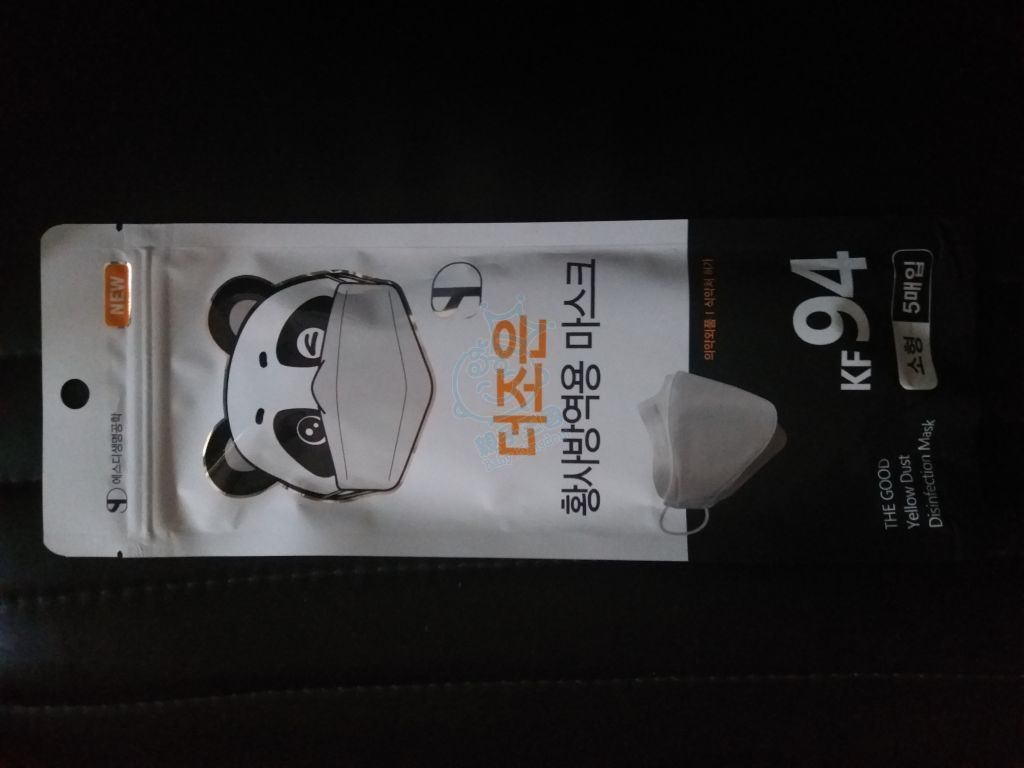 NEW
에스디생명공학
더조은
황사방역용 마스크
의약외품 | 식약처 허가
KF94
소형 5매입
THE GOOD
Yellow Dust
Disinfection Mask